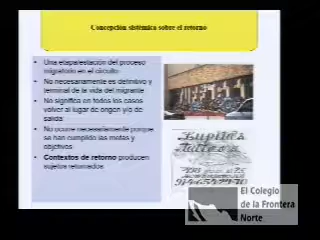 Concepción sistémica sobre el retorno
• Una etapa/estación del proceso
migratorio en el circuito
• No necesariamente es definitivo y
terminal de la vida del migrante
• No significa en todos los casos
volver al lugar de origen y/o de
salida
• No ocurre necesariamente porque
se han cumplido las metas y
objetivos
• Contextos de retorno producen
sujetos retornados
Lupita's
El Colegio
de la Frontera
Norte